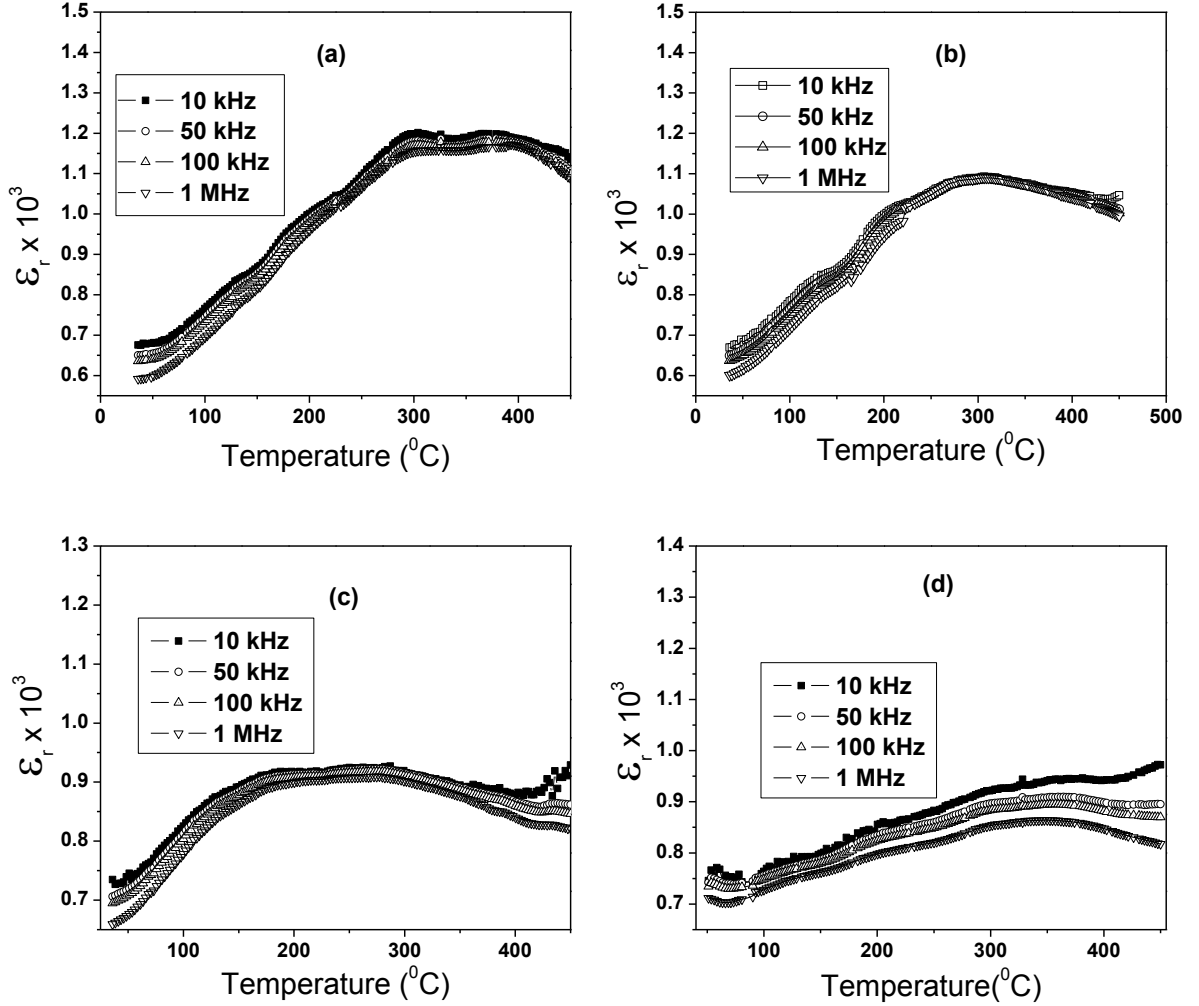 (a)
10 kHz
50 kHz
100 kHz
1 MHz
1.5
1.4
1.3
1.2
1.1
1.0
0.9
0.8
0.7
0.6
0 100 200 300 400
εr x 10³
Temperature (⁰C)
(b)
10 kHz
50 kHz
100 kHz
1 MHz
1.5
1.4
1.3
1.2
1.1
1.0
0.9
0.8
0.7
0.6
0 100 200 300 400 500
εr x 10³
Temperature (⁰C)
(c)
10 kHz
50 kHz
100 kHz
1 MHz
1.3
1.2
1.1
1.0
0.9
0.8
0.7
100 200 300 400
εr x 10³
Temperature (⁰C)
(d)
10 kHz
50 kHz
100 kHz
1 MHz
1.4
1.3
1.2
1.1
1.0
0.9
0.8
0.7
100 200 300 400
εr x 10³
Temperature(⁰C)